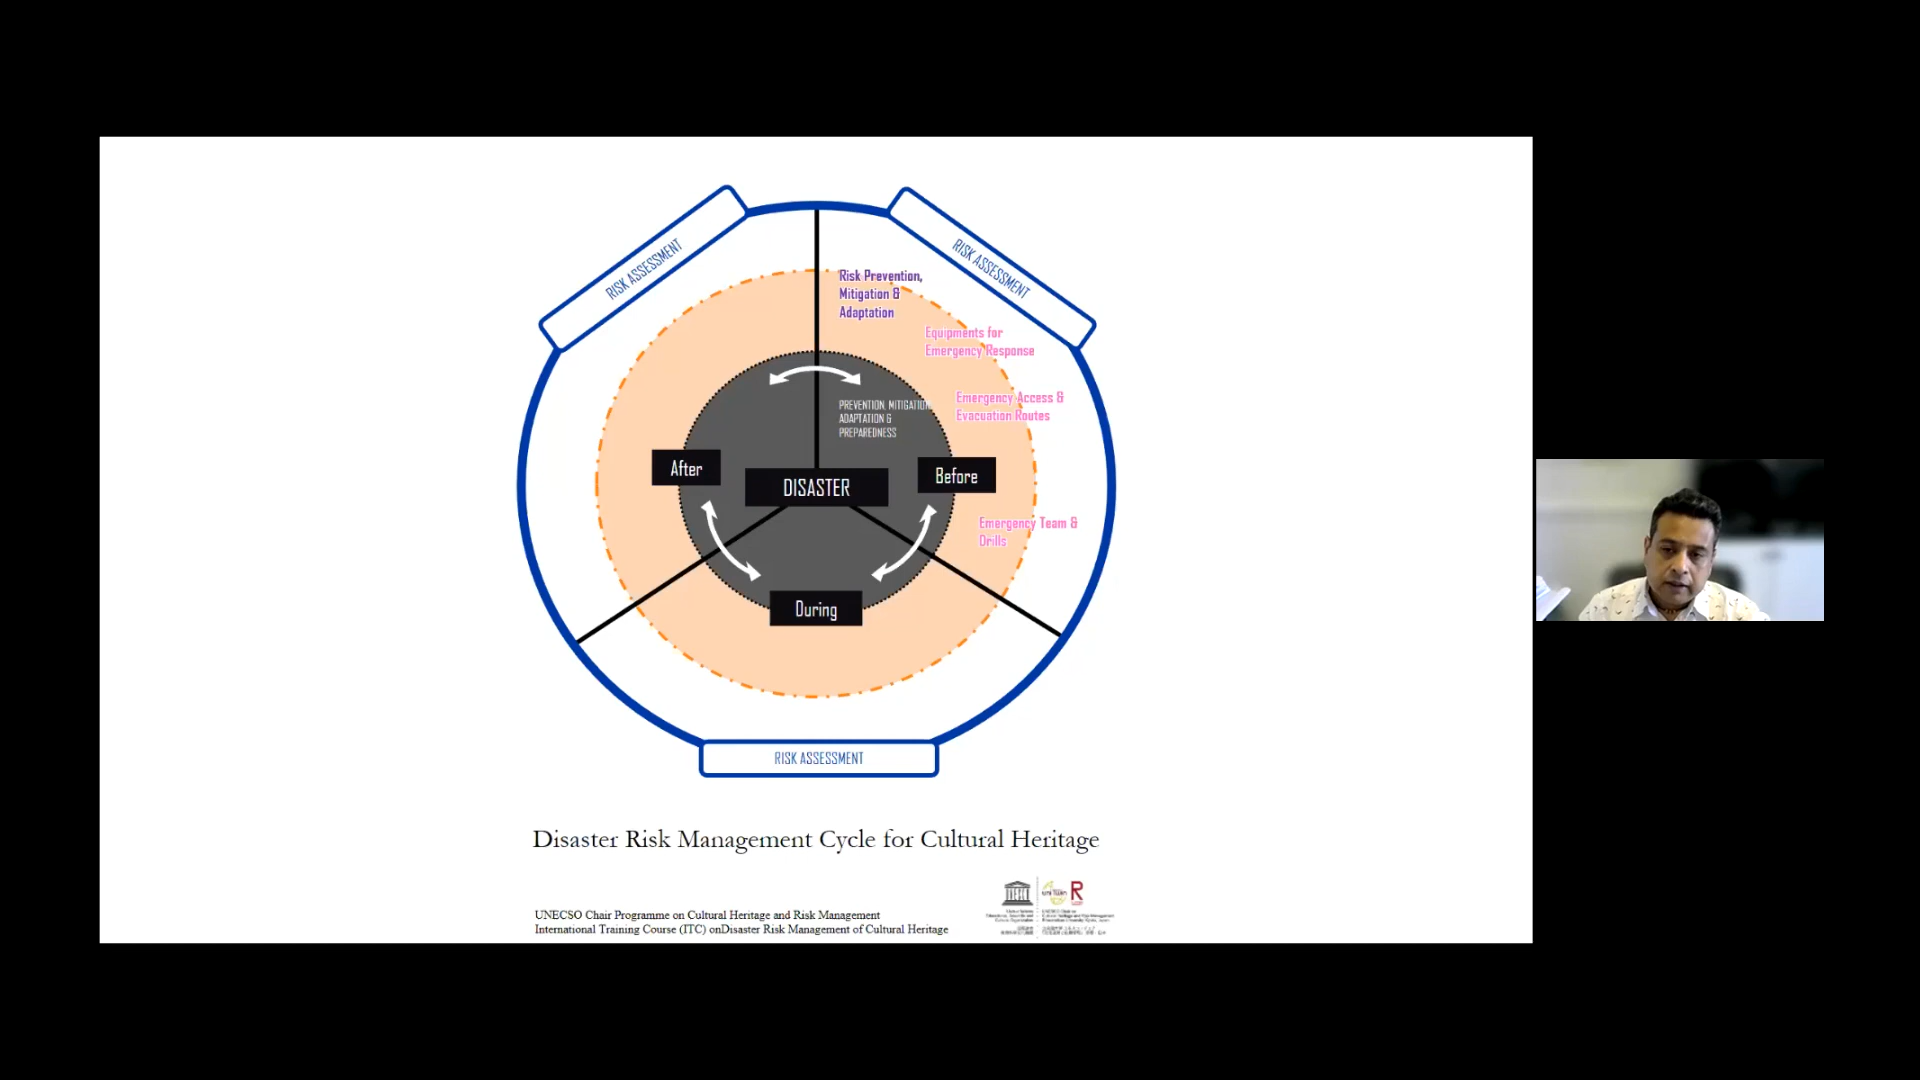 RISK ASSESSMENT
RISK ASSESSMENT
Risk Prevention,
Mitigation &
Adaptation
Equipments for
Emergency Response
Emergency Access &
Evacuation Routes
PREVENTION, MITIGATION,
ADAPTATION &
PREPAREDNESS
After
DISASTER
Before
Emergency Team &
Drills
During
RISK ASSESSMENT
Disaster Risk Management Cycle for Cultural Heritage
UNECSO Chair Programme on Cultural Heritage and Risk Management
International Training Course (ITC) onDisaster Risk Management of Cultural Heritage